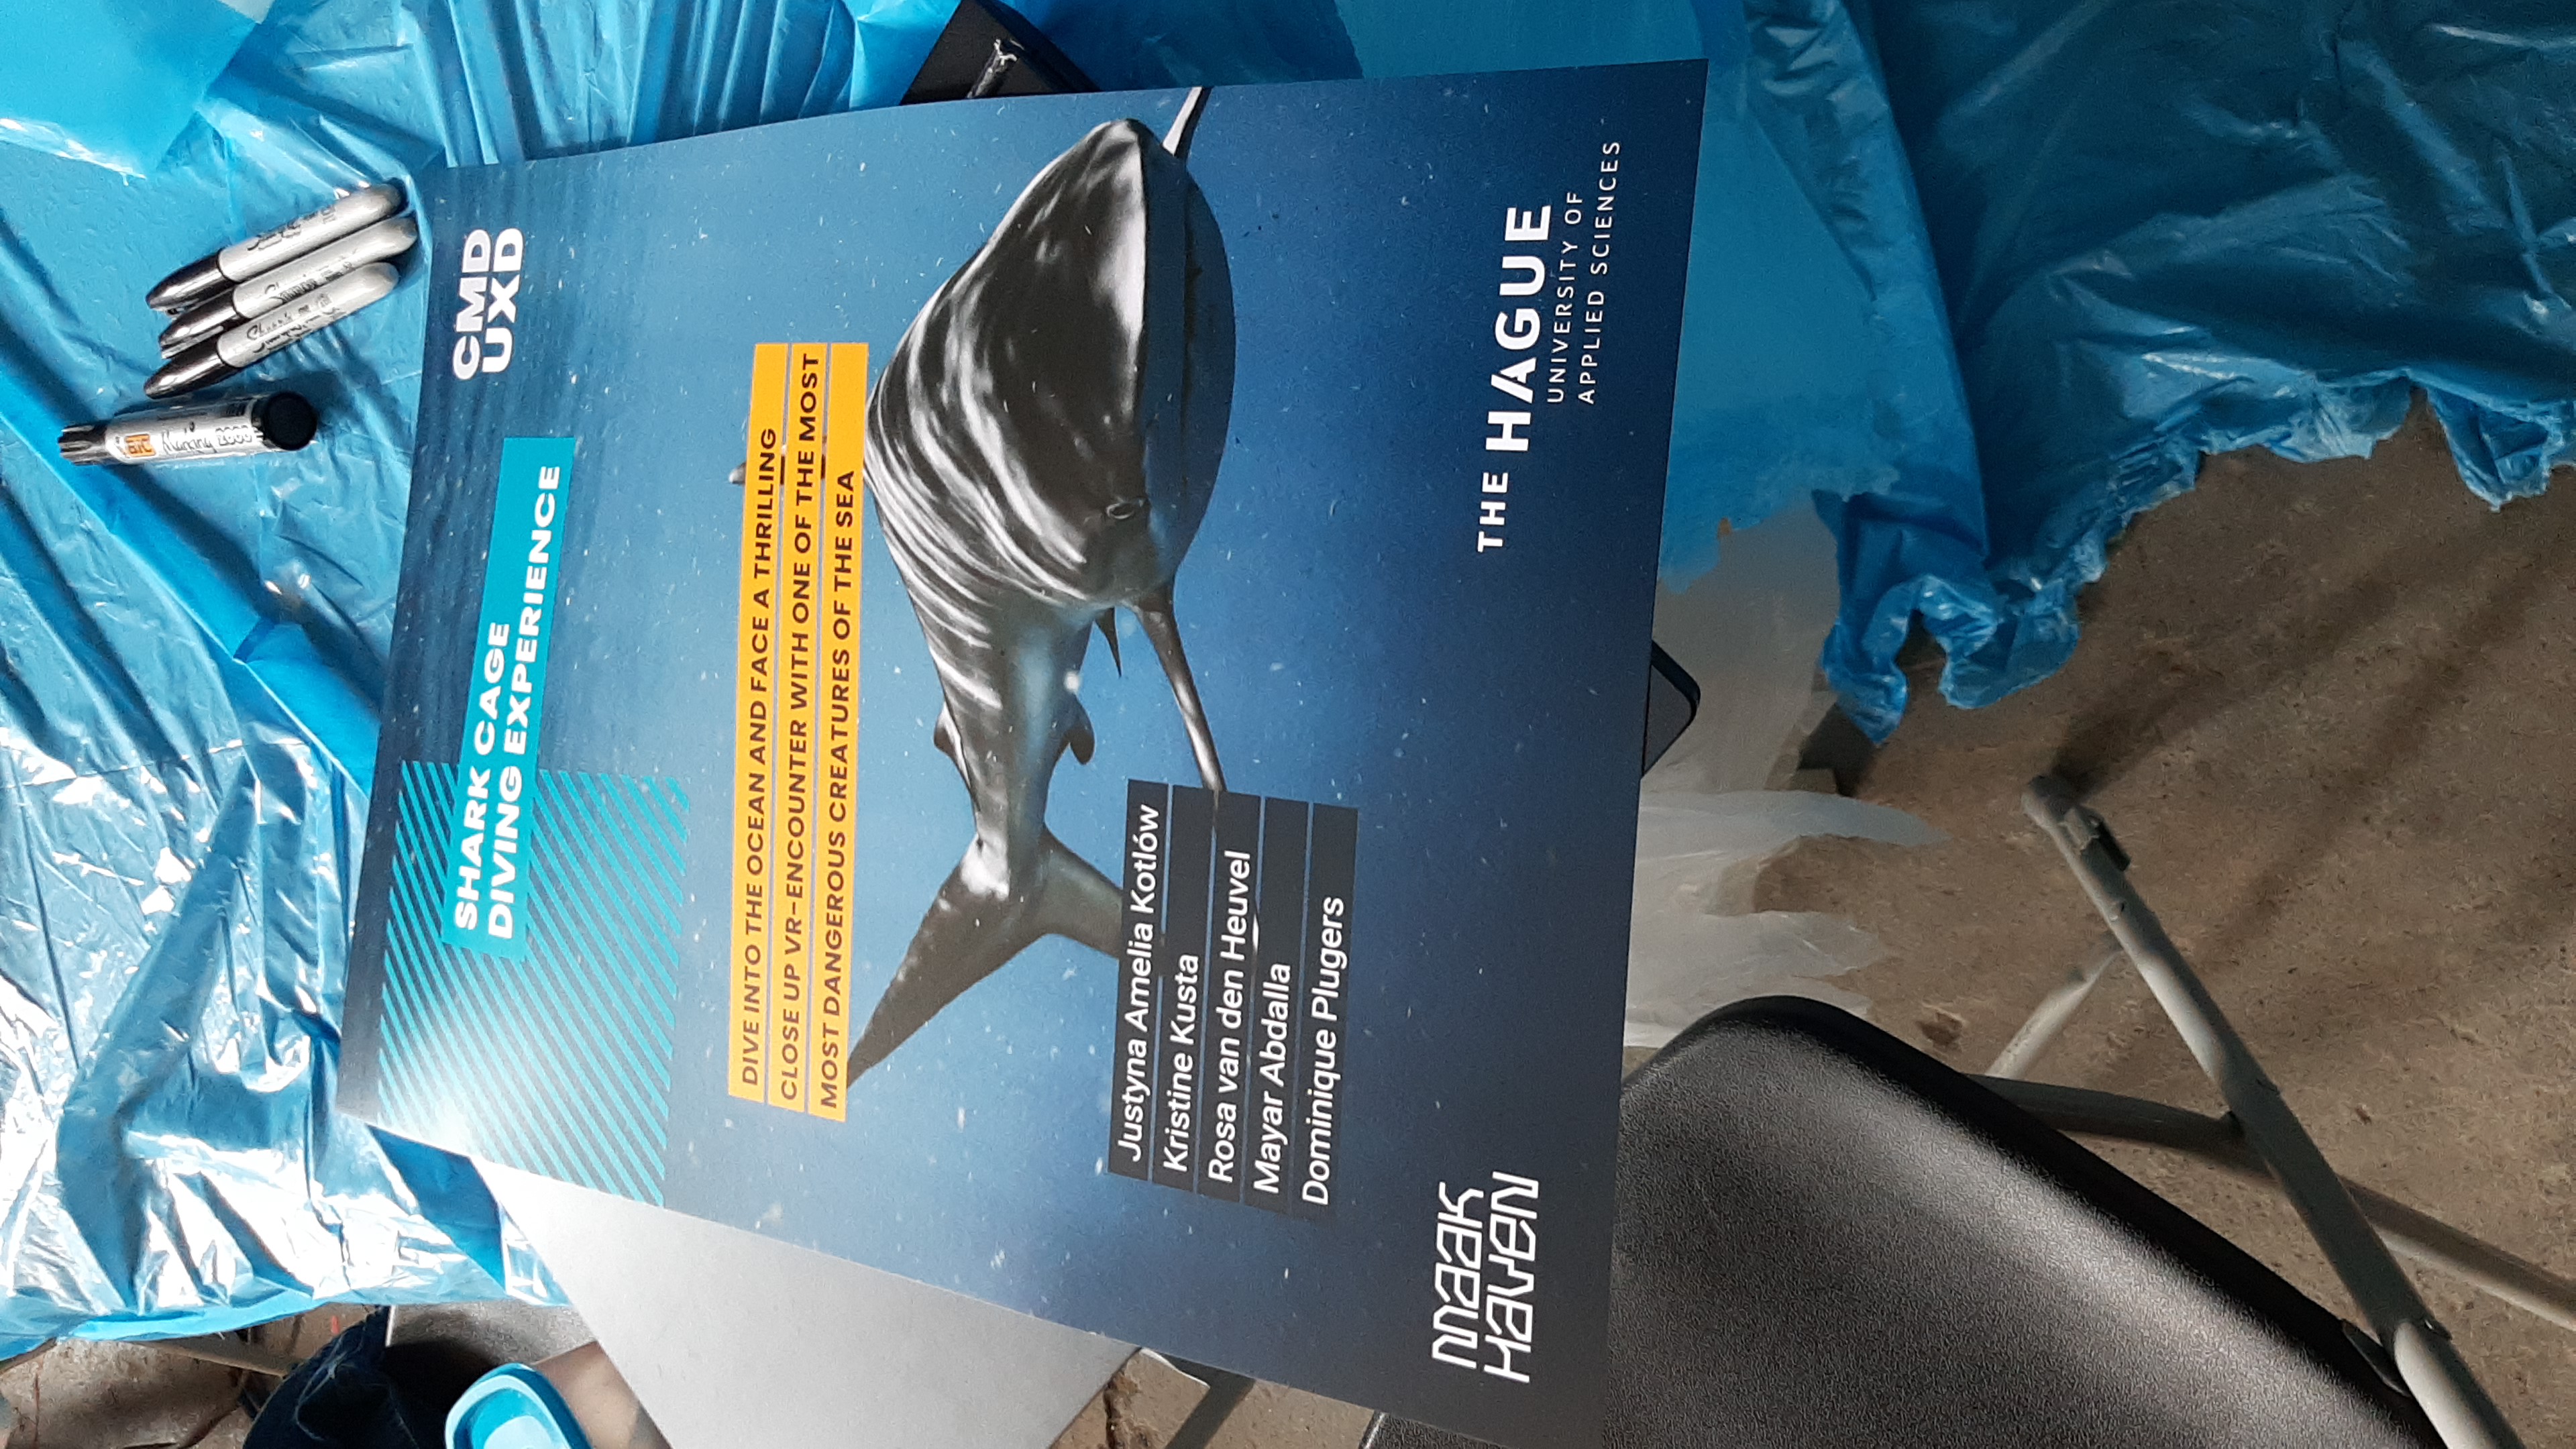 SHARK CAGE
DIVING EXPERIENCE
CMD
UXD
DIVE INTO THE OCEAN AND FACE A THRILLING
CLOSE UP VR-ENCOUNTER WITH ONE OF THE MOST
MOST DANGEROUS CREATURES OF THE SEA
Justyna Amelia Kotlów
Kristine Kusta
Rosa van den Heuvel
Mayar Abdalla
Dominique Plugers
MAAK
HAVEN
THE HAGUE
UNIVERSITY OF
APPLIED SCIENCES
BIC